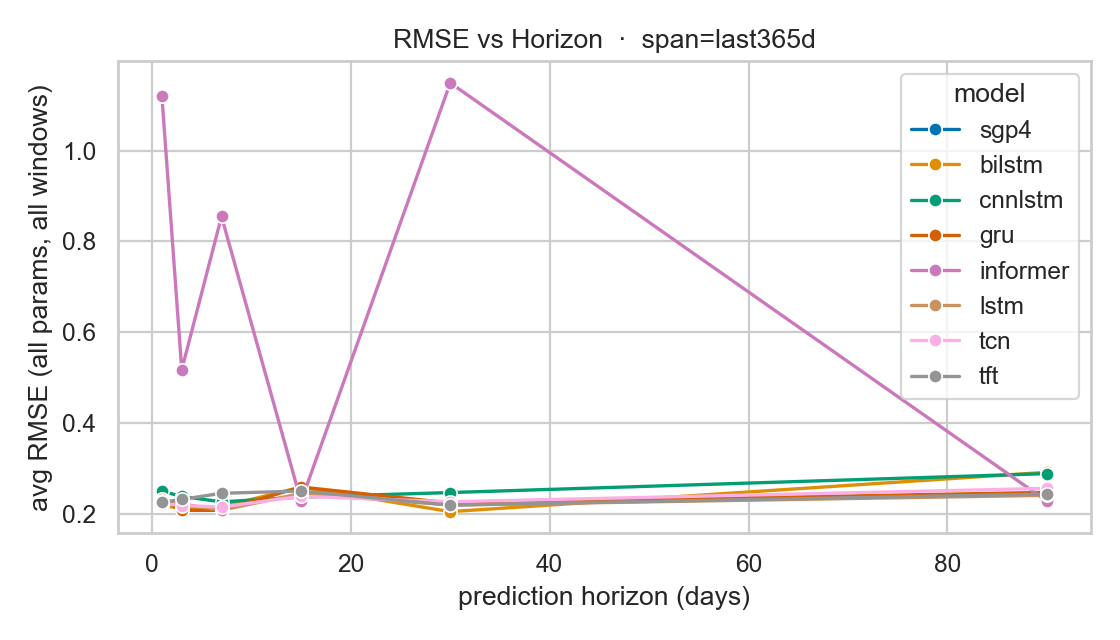 RMSE vs Horizon · span=last365d
avg RMSE (all params, all windows)
1.0
0.8
0.6
0.4
0.2
0
20
40
60
80
prediction horizon (days)
model
sgp4
bilstm
cnnlstm
gru
informer
lstm
tcn
tft